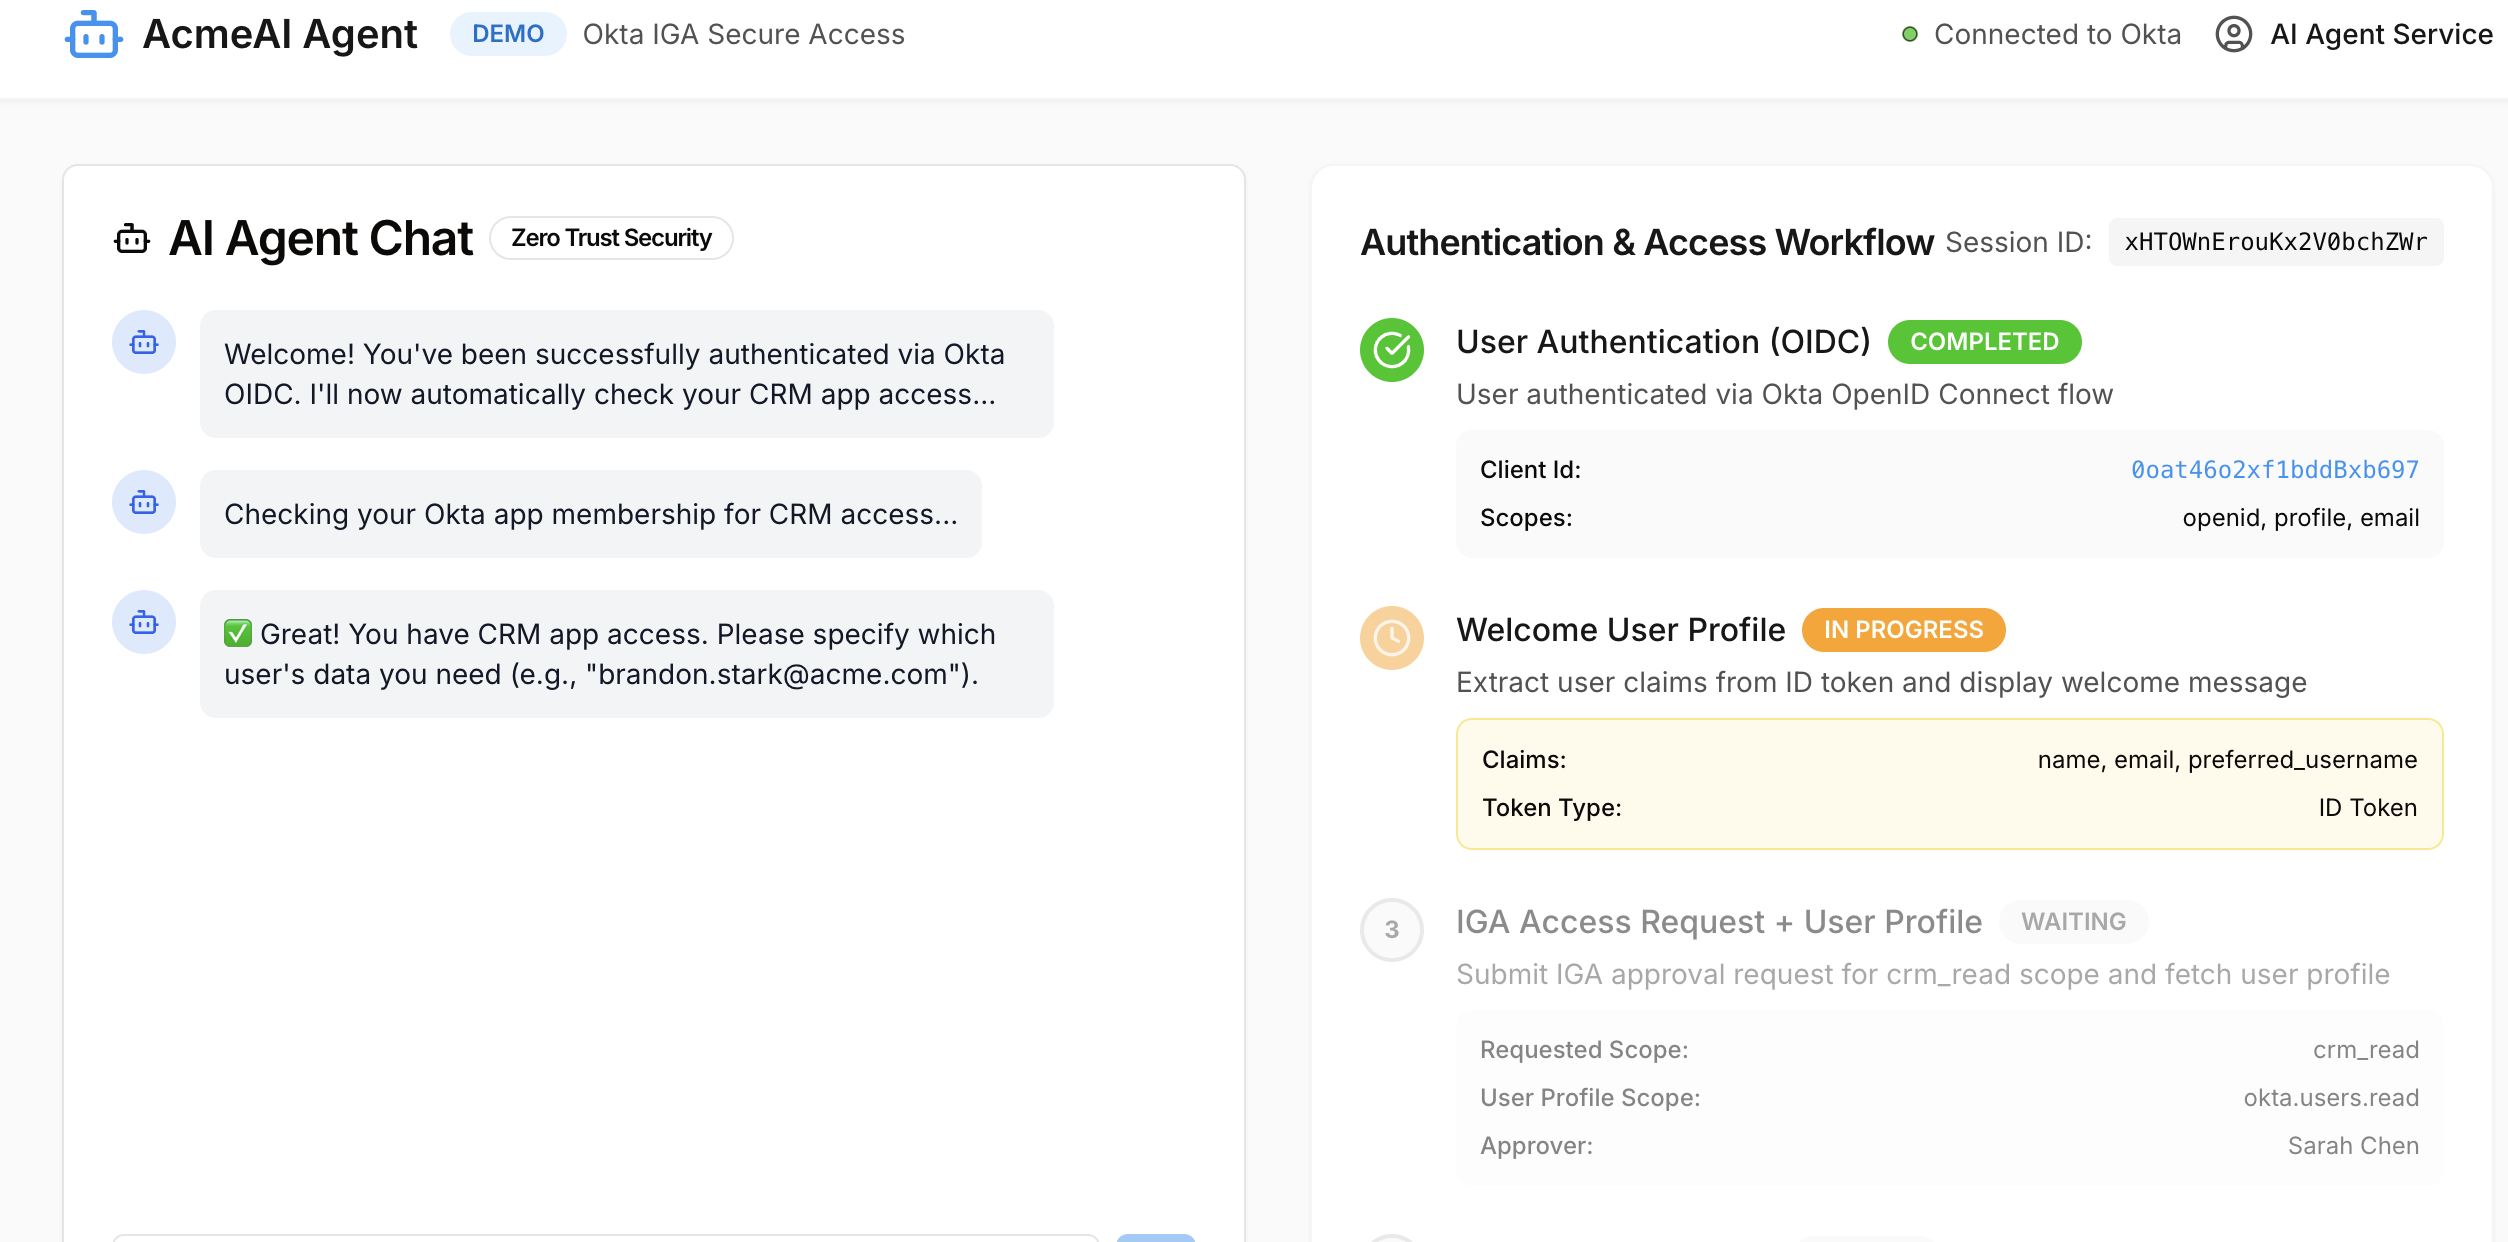 AcmeAI Agent
DEMO
Okta IGA Secure Access
Connected to Okta
AI Agent Service
AI Agent Chat
Zero Trust Security
Welcome! You've been successfully authenticated via Okta
OIDC. I'll now automatically check your CRM app access...
Checking your Okta app membership for CRM access...
✅ Great! You have CRM app access. Please specify which
user's data you need (e.g., "brandon.stark@acme.com").
Authentication & Access Workflow
Session ID:
xHTOWnErouKx2V0bchZWr
User Authentication (OIDC)
COMPLETED
User authenticated via Okta OpenID Connect flow
Client Id:
0oat46o2xf1bddBxb697
Scopes:
openid, profile, email
Welcome User Profile
IN PROGRESS
Extract user claims from ID token and display welcome message
Claims:
name, email, preferred_username
Token Type:
ID Token
3
IGA Access Request + User Profile
WAITING
Submit IGA approval request for crm_read scope and fetch user profile
Requested Scope:
crm_read
User Profile Scope:
okta.users.read
Approver:
Sarah Chen